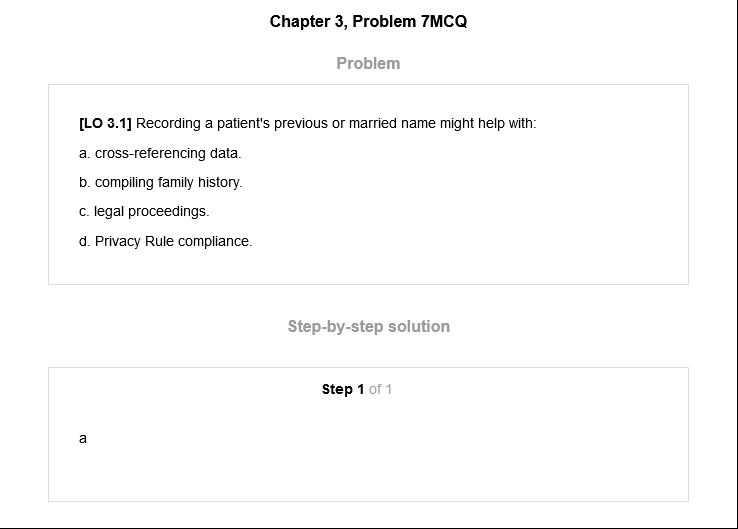 Chapter 3, Problem 7MCQ
Problem
[LO 3.1] Recording a patient's previous or married name might help with:
a. cross-referencing data.
b. compiling family history.
c. legal proceedings.
d. Privacy Rule compliance.
Step-by-step solution
Step 1 of 1
a